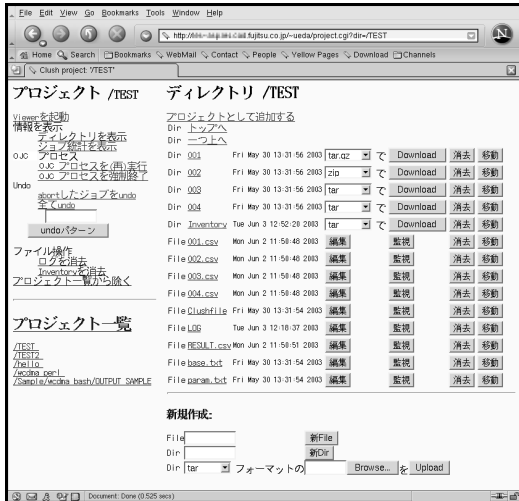 File Edit View Go Bookmarks Tools Window Help
http://
.fujitsu.co.jp/~ueda/project.cgi?dir=/TEST
Home Search Bookmarks WebMail Contact People Yellow Pages Download Channels
Clush project: '/TEST'
プロジェクト /TEST
Viewerを起動
情報を表示
ディレクトリを表示
ジョブ統計を表示
OJC プロセス
OJC プロセスを(再)実行
OJC プロセスを強制終了
Undo
abortしたジョブをundo
全てundo
undoパターン
ファイル操作
ログを消去
Inventoryを消去
プロジェクト一覧から除く
プロジェクト一覧
/TEST
/TEST2
/hello
/wcdma_perl
/Sample/wcdma_bash/OUTPUT_SAMPLE
ディレクトリ /TEST
プロジェクトとして追加する
Dir トップへ
Dir 一つ上へ
Dir 001 Fri May 30 13:31:56 2003 tar.gz で Download 消去 移動
Dir 002 Fri May 30 13:31:56 2003 zip で Download 消去 移動
Dir 003 Fri May 30 13:31:56 2003 tar で Download 消去 移動
Dir 004 Fri May 30 13:31:56 2003 tar で Download 消去 移動
Dir Inventory Tue Jun 3 12:52:20 2003 tar で Download 消去 移動
File 001.csv Mon Jun 2 11:50:48 2003 編集 監視 消去 移動
File 002.csv Mon Jun 2 11:50:48 2003 編集 監視 消去 移動
File 003.csv Mon Jun 2 11:50:48 2003 編集 監視 消去 移動
File 004.csv Mon Jun 2 11:50:48 2003 編集 監視 消去 移動
File Clushfile Fri May 30 13:31:54 2003 編集 監視 消去 移動
File LOG Tue Jun 3 12:18:37 2003 編集 監視 消去 移動
File RESULT.csv Mon Jun 2 11:50:51 2003 編集 監視 消去 移動
File base.txt Fri May 30 13:31:54 2003 編集 監視 消去 移動
File param.txt Fri May 30 13:31:54 2003 編集 監視 消去 移動
新規作成:
File 新File
Dir 新Dir
Dir tar フォーマットの Browse... を Upload
Document: Done (0.525 secs)